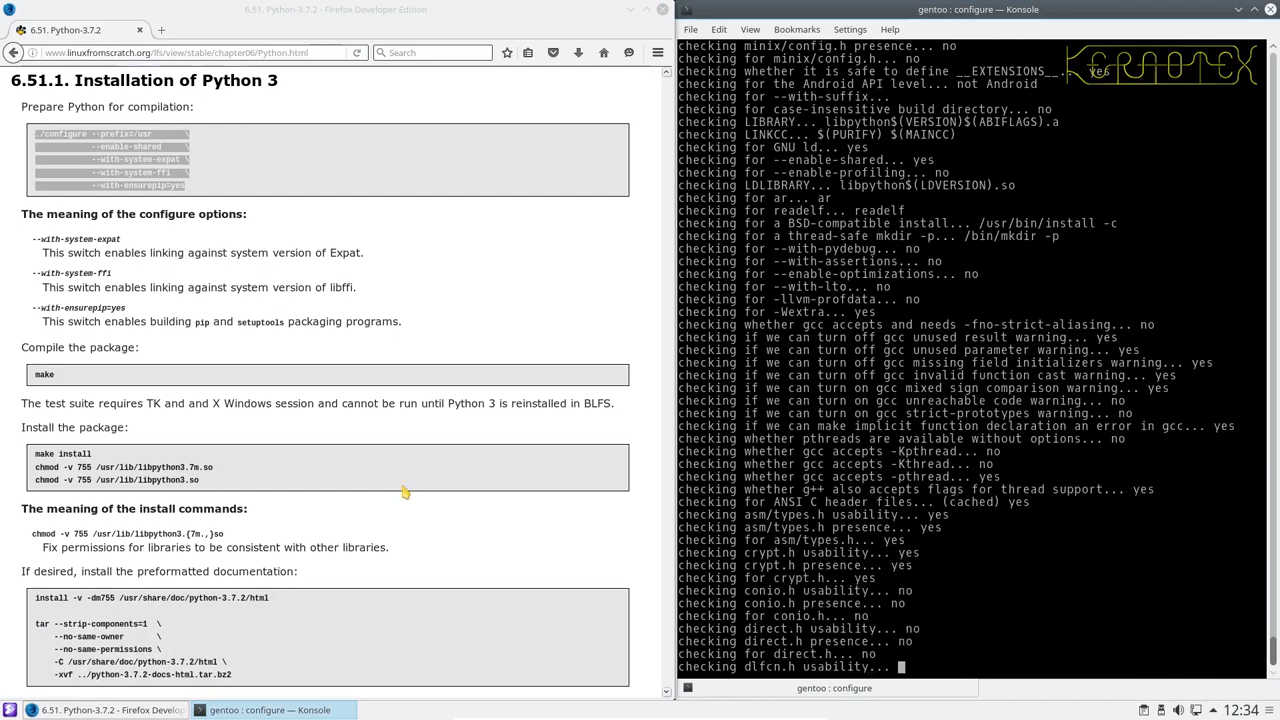 6.51. Python-3.7.2 - Firefox Developer Edition
6.51. Python-3.7.2
www.linuxfromscratch.org/lfs/view/stable/chapter06/Python.html
Search
6.51.1. Installation of Python 3
Prepare Python for compilation:
./configure --prefix=/usr \
--enable-shared \
--with-system-expat \
--with-system-ffi \
--with-ensurepip=yes
The meaning of the configure options:
--with-system-expat
This switch enables linking against system version of Expat.
--with-system-ffi
This switch enables linking against system version of libffi.
--with-ensurepip=yes
This switch enables building pip and setuptools packaging programs.
Compile the package:
make
The test suite requires TK and and X Windows session and cannot be run until Python 3 is reinstalled in BLFS.
Install the package:
make install
chmod -v 755 /usr/lib/libpython3.7m.so
chmod -v 755 /usr/lib/libpython3.so
The meaning of the install commands:
chmod -v 755 /usr/lib/libpython3.{7m.,}so
Fix permissions for libraries to be consistent with other libraries.
If desired, install the preformatted documentation:
install -v -dm755 /usr/share/doc/python-3.7.2/html
tar --strip-components=1 \
--no-same-owner \
--no-same-permissions \
-C /usr/share/doc/python-3.7.2/html \
-xvf ../python-3.7.2-docs-html.tar.bz2
gentoo : configure — Konsole
File Edit View Bookmarks Settings Help
KERNOTEX
checking minix/config.h presence... no
checking for minix/config.h... no
checking whether it is safe to define __EXTENSIONS__... yes
checking for the Android API level... not Android
checking for --with-suffix...
checking for case-insensitive build directory... no
checking LIBRARY... libpython$(VERSION)$(ABIFLAGS).a
checking LINKCC... $(PURIFY) $(MAINCC)
checking for GNU ld... yes
checking for --enable-shared... yes
checking for --enable-profiling... no
checking LDLIBRARY... libpython$(LDVERSION).so
checking for ar... ar
checking for readelf... readelf
checking for a BSD-compatible install... /usr/bin/install -c
checking for a thread-safe mkdir -p... /bin/mkdir -p
checking for --with-pydebug... no
checking for --with-assertions... no
checking for --enable-optimizations... no
checking for --with-lto... no
checking for -llvm-profdata... no
checking for -Wextra... yes
checking whether gcc accepts and needs -fno-strict-aliasing... no
checking if we can turn off gcc unused result warning... yes
checking if we can turn off gcc unused parameter warning... yes
checking if we can turn off gcc missing field initializers warning... yes
checking if we can turn off gcc invalid function cast warning... yes
checking if we can turn on gcc mixed sign comparison warning... yes
checking if we can turn on gcc unreachable code warning... no
checking if we can turn on gcc strict-prototypes warning... no
checking if we can make implicit function declaration an error in gcc... yes
checking whether pthreads are available without options... no
checking whether gcc accepts -Kpthread... no
checking whether gcc accepts -Kthread... no
checking whether gcc accepts -pthread... yes
checking whether g++ also accepts flags for thread support... yes
checking for ANSI C header files... (cached) yes
checking asm/types.h usability... yes
checking asm/types.h presence... yes
checking for asm/types.h... yes
checking crypt.h usability... yes
checking crypt.h presence... yes
checking for crypt.h... yes
checking conio.h usability... no
checking conio.h presence... no
checking for conio.h... no
checking direct.h usability... no
checking direct.h presence... no
checking for direct.h... no
checking dlfcn.h usability...
gentoo : configure
6.51. Python-3.7.2 - Firefox Develop
gentoo : configure — Konsole
12:34